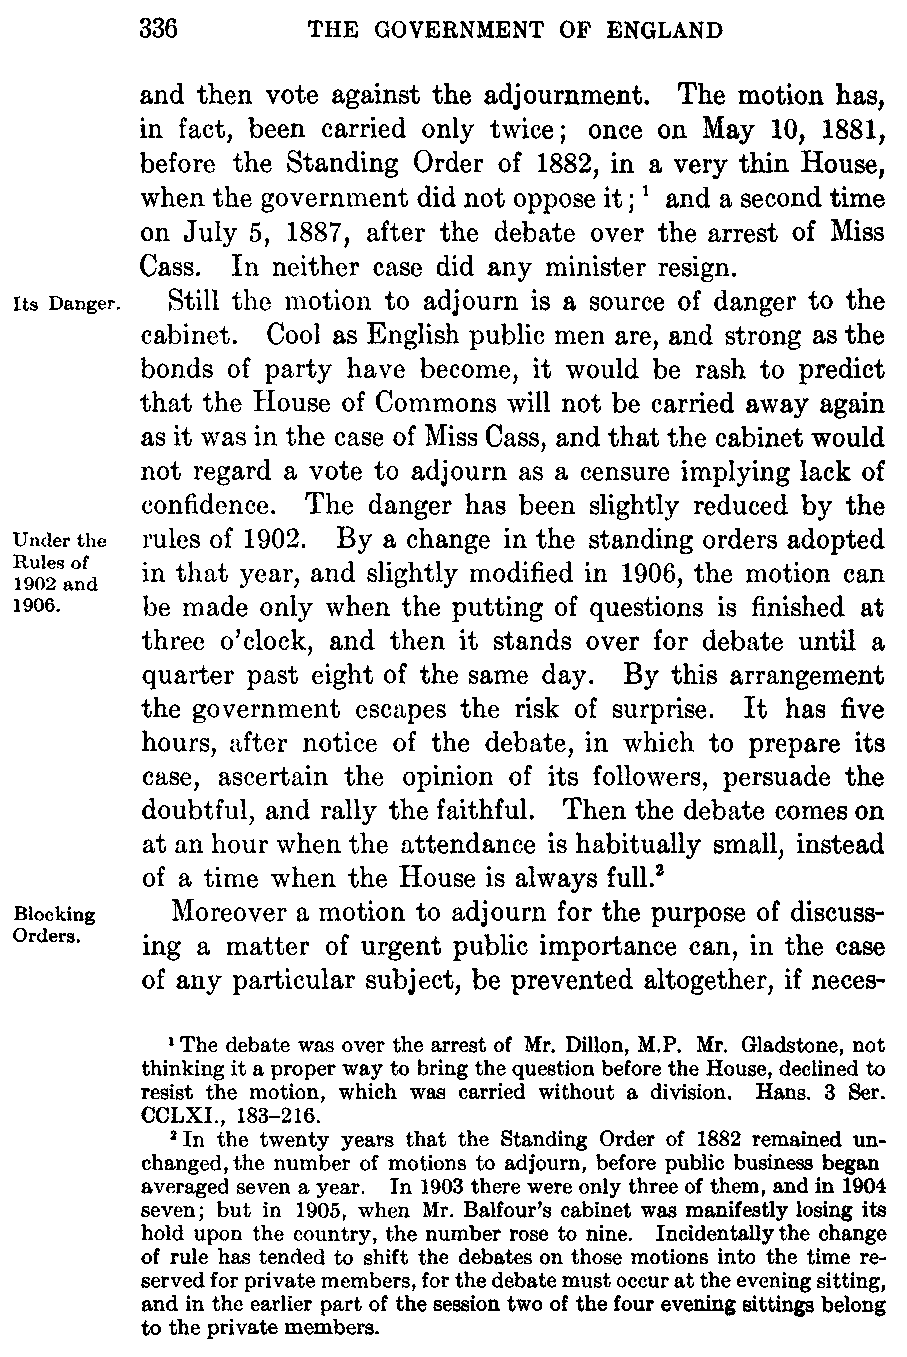 336 THE GOVERNMENT OF ENGLAND
and then vote against the adjournment. The motion has,
in fact, been carried only twice; once on May 10, 1881,
before the Standing Order of 1882, in a very thin House,
when the government did not oppose it;¹ and a second time
on July 5, 1887, after the debate over the arrest of Miss
Cass. In neither case did any minister resign.
Its Danger.
Still the motion to adjourn is a source of danger to the
cabinet. Cool as English public men are, and strong as the
bonds of party have become, it would be rash to predict
that the House of Commons will not be carried away again
as it was in the case of Miss Cass, and that the cabinet would
not regard a vote to adjourn as a censure implying lack of
confidence. The danger has been slightly reduced by the
Under the
Rules of
1902 and
1906.
rules of 1902. By a change in the standing orders adopted
in that year, and slightly modified in 1906, the motion can
be made only when the putting of questions is finished at
three o'clock, and then it stands over for debate until a
quarter past eight of the same day. By this arrangement
the government escapes the risk of surprise. It has five
hours, after notice of the debate, in which to prepare its
case, ascertain the opinion of its followers, persuade the
doubtful, and rally the faithful. Then the debate comes on
at an hour when the attendance is habitually small, instead
of a time when the House is always full.²
Blocking
Orders.
Moreover a motion to adjourn for the purpose of discuss-
ing a matter of urgent public importance can, in the case
of any particular subject, be prevented altogether, if neces-
¹ The debate was over the arrest of Mr. Dillon, M.P. Mr. Gladstone, not
thinking it a proper way to bring the question before the House, declined to
resist the motion, which was carried without a division. Hans. 3 Ser.
CCLXI., 183–216.
² In the twenty years that the Standing Order of 1882 remained un-
changed, the number of motions to adjourn, before public business began
averaged seven a year. In 1903 there were only three of them, and in 1904
seven; but in 1905, when Mr. Balfour's cabinet was manifestly losing its
hold upon the country, the number rose to nine. Incidentally the change
of rule has tended to shift the debates on those motions into the time re-
served for private members, for the debate must occur at the evening sitting,
and in the earlier part of the session two of the four evening sittings belong
to the private members.